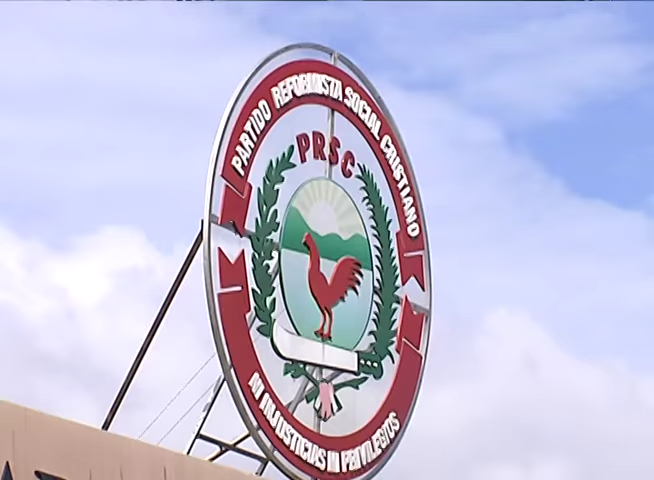 PARTIDO REFORMISTA SOCIAL CRISTIANO
PRSC
NI INJUSTICIAS NI PRIVILEGIOS